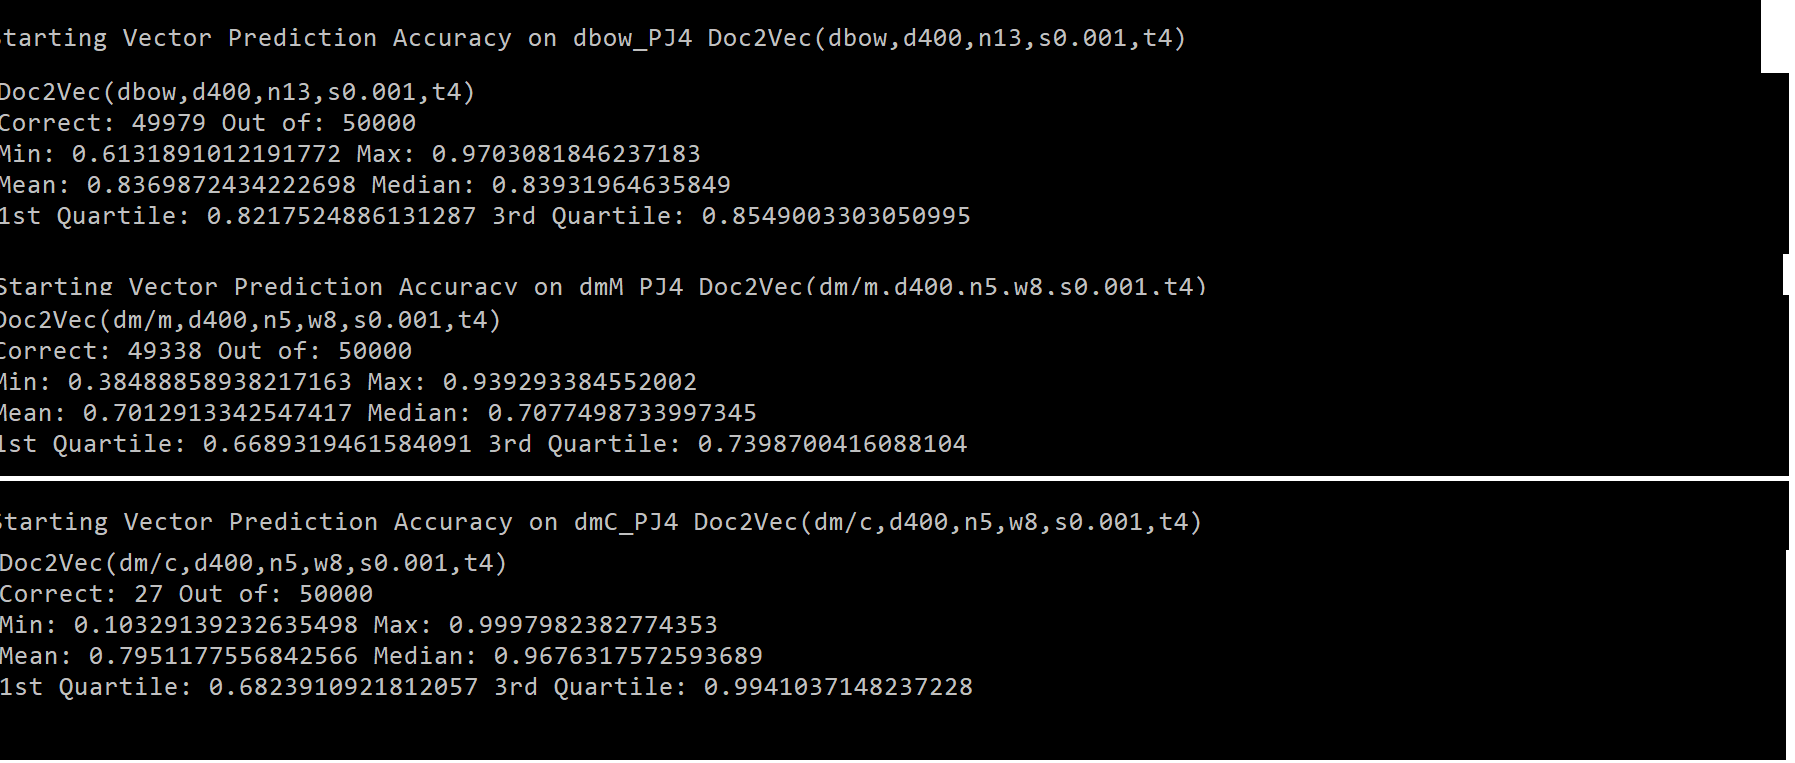 Starting Vector Prediction Accuracy on dbow_PJ4 Doc2Vec(dbow,d400,n13,s0.001,t4)
Doc2Vec(dbow,d400,n13,s0.001,t4)
Correct: 49979 Out of: 50000
Min: 0.6131891012191772 Max: 0.9703081846237183
Mean: 0.8369872434222698 Median: 0.83931964635849
1st Quartile: 0.8217524886131287 3rd Quartile: 0.8549003303050995
Starting Vector Prediction Accuracy on dmM PJ4 Doc2Vec(dm/m,d400,n5,w8,s0.001,t4)
Doc2Vec(dm/m,d400,n5,w8,s0.001,t4)
Correct: 49338 Out of: 50000
Min: 0.38488858938217163 Max: 0.939293384552002
Mean: 0.7012913342547417 Median: 0.7077498733997345
1st Quartile: 0.6689319461584091 3rd Quartile: 0.7398700416088104
Starting Vector Prediction Accuracy on dmC_PJ4 Doc2Vec(dm/c,d400,n5,w8,s0.001,t4)
Doc2Vec(dm/c,d400,n5,w8,s0.001,t4)
Correct: 27 Out of: 50000
Min: 0.10329139232635498 Max: 0.9997982382774353
Mean: 0.7951177556842566 Median: 0.9676317572593689
1st Quartile: 0.6823910921812057 3rd Quartile: 0.9941037148237228